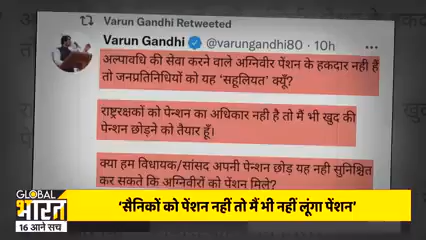 Varun Gandhi Retweeted
Varun Gandhi @varungandhi80 · 10h
अल्पावधि की सेवा करने वाले अग्निवीर पेंशन के हकदार नही हैं
तो जनप्रतिनिधियों को यह ‘सहूलियत’ क्यूँ?
राष्ट्ररक्षकों को पेन्शन का अधिकार नही है तो मैं भी खुद की
पेन्शन छोड़ने को तैयार हूँ।
क्या हम विधायक/सांसद अपनी पेन्शन छोड़ यह नही सुनिश्चित
कर सकते कि अग्निवीरों को पेंशन मिले?
GLOBAL
भारत
16 आने सच
‘सैनिकों को पेंशन नहीं तो मैं भी नहीं लूंगा पेंशन’